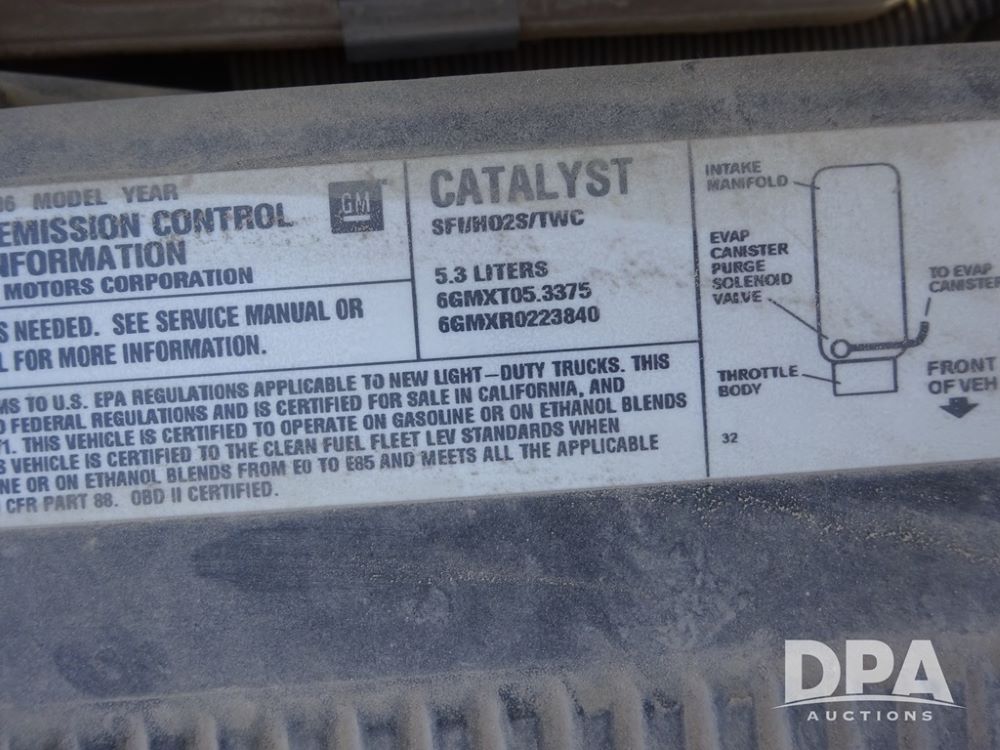 06 MODEL YEAR
EMISSION CONTROL
INFORMATION
MOTORS CORPORATION
GM
S NEEDED. SEE SERVICE MANUAL OR
L FOR MORE INFORMATION.
CATALYST
SFI/HO2S/TWC
5.3 LITERS
6GMXT05.3375
6GMXR0223840
MS TO U.S. EPA REGULATIONS APPLICABLE TO NEW LIGHT-DUTY TRUCKS. THIS
O FEDERAL REGULATIONS AND IS CERTIFIED FOR SALE IN CALIFORNIA, AND
1. THIS VEHICLE IS CERTIFIED TO OPERATE ON GASOLINE OR ON ETHANOL BLENDS
S VEHICLE IS CERTIFIED TO THE CLEAN FUEL FLEET LEV STANDARDS WHEN
NE OR ON ETHANOL BLENDS FROM E0 TO E85 AND MEETS ALL THE APPLICABLE
CFR PART 88. OBD II CERTIFIED.
INTAKE
MANIFOLD
EVAP
CANISTER
PURGE
SOLENOID
VALVE
TO EVAP
CANISTER
THROTTLE
BODY
FRONT
OF VEH
32
DPA
AUCTIONS